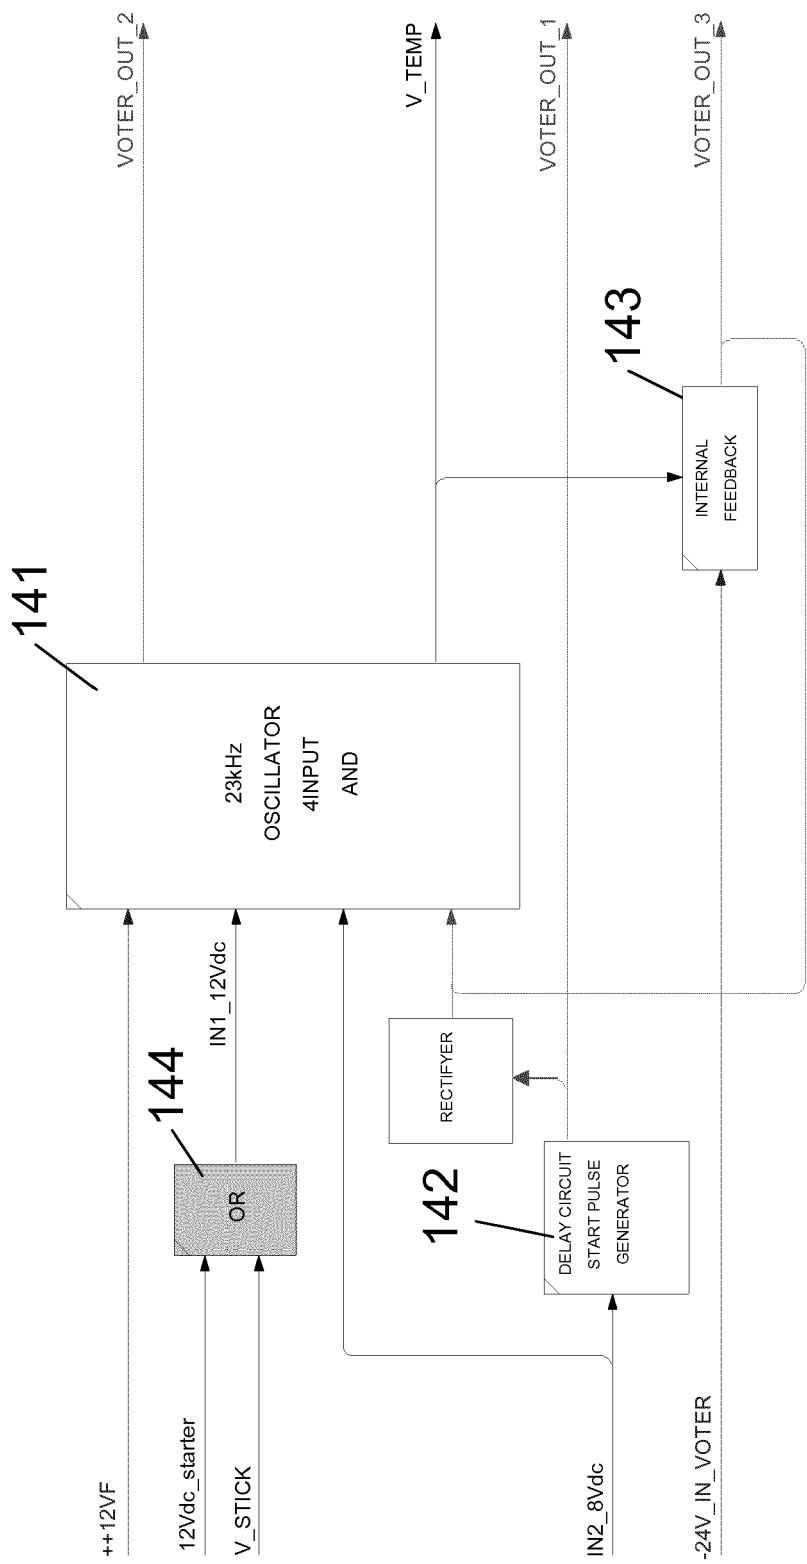 ++12VF
12Vdc_starter
V_STICK
IN2_8Vdc
-24V_IN_VOTER
144
OR
IN1_12Vdc
142
DELAY CIRCUIT
START PULSE
GENERATOR
RECTIFYER
141
23kHz
OSCILLATOR
4INPUT
AND
143
INTERNAL
FEEDBACK
VOTER_OUT_2
V_TEMP
VOTER_OUT_1
VOTER_OUT_3